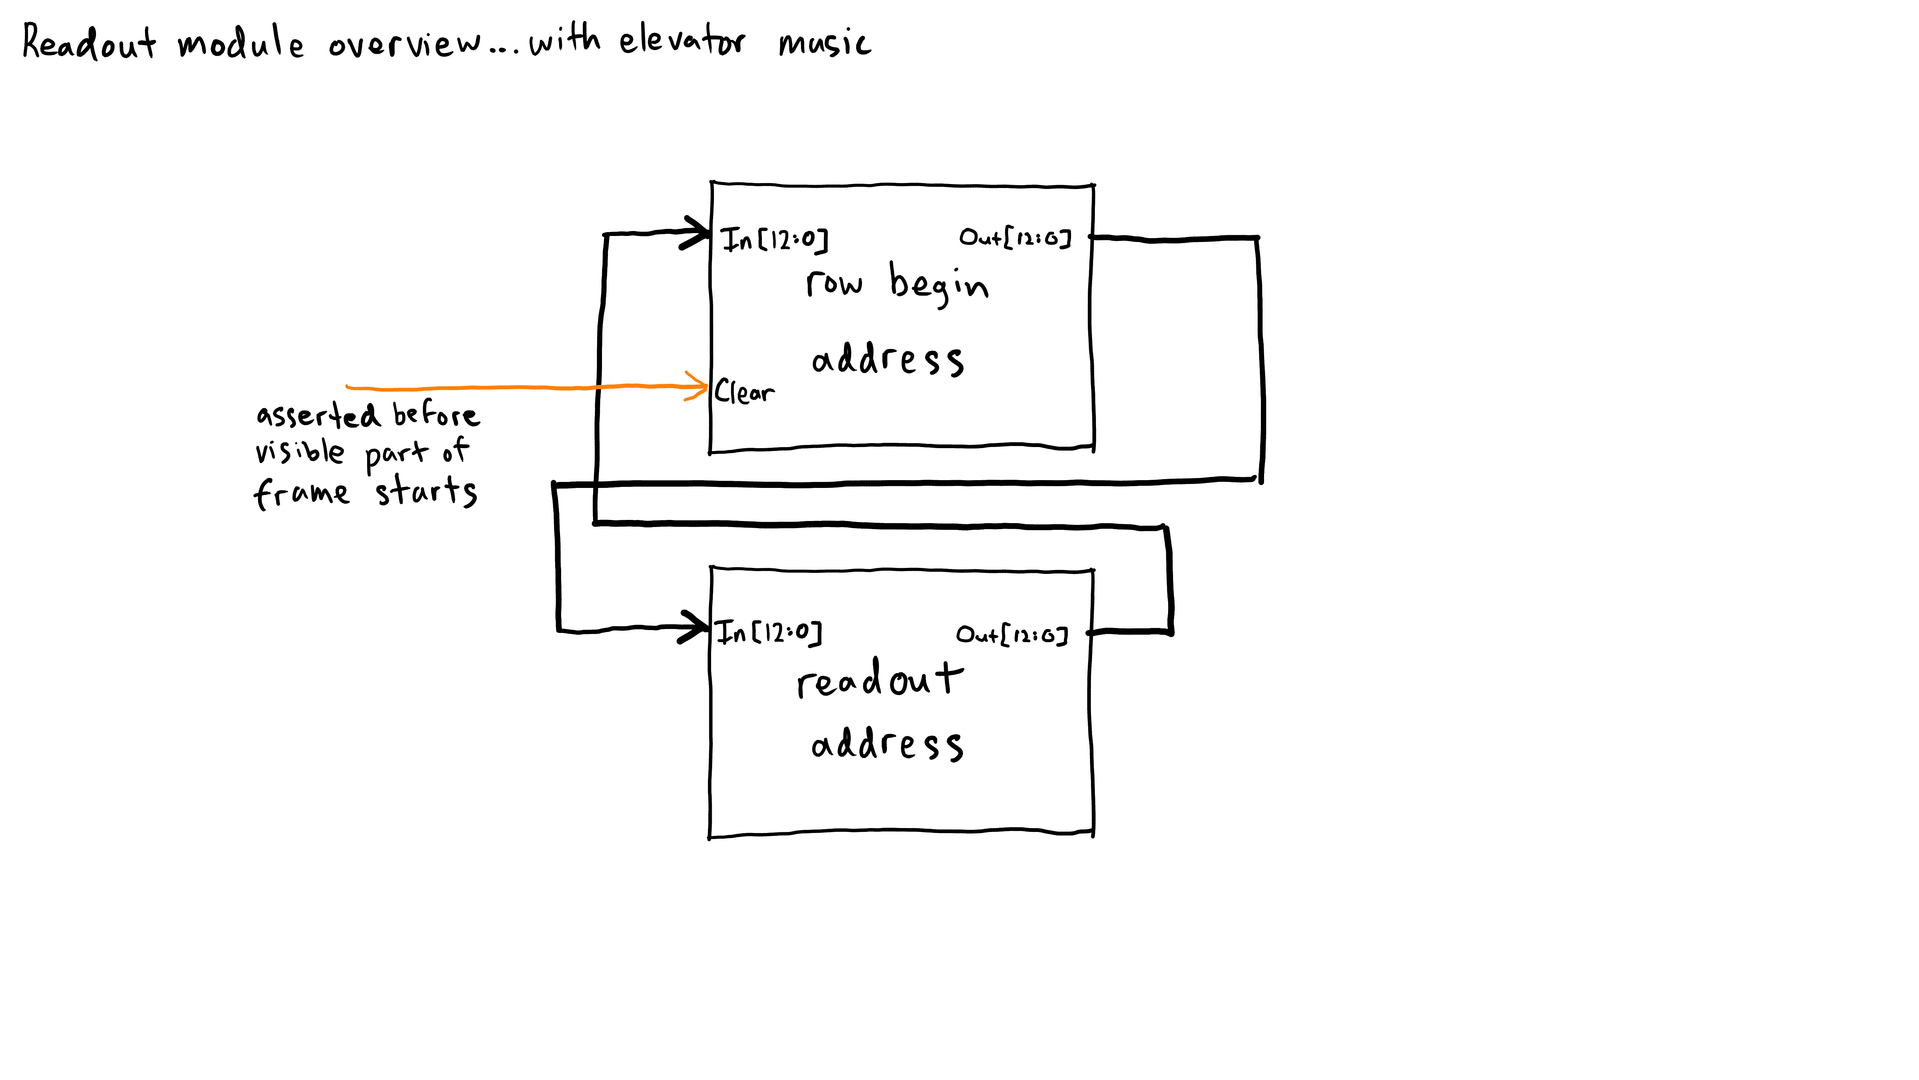 Readout module overview...with elevator music
In[12:0] Out[12:0]
row begin
address
Clear
asserted before
visible part of
frame starts
In[12:0] Out[12:0]
readout
address